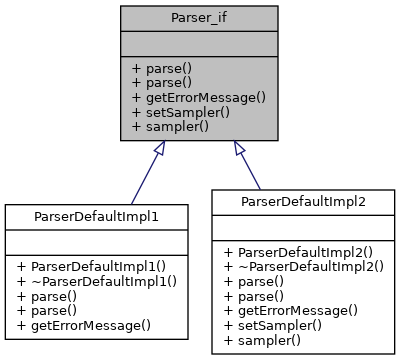 Parser_if
+ parse()
+ parse()
+ getErrorMessage()
+ setSampler()
+ sampler()
ParserDefaultImpl1
+ ParserDefaultImpl1()
+ ~ParserDefaultImpl1()
+ parse()
+ parse()
+ getErrorMessage()
ParserDefaultImpl2
+ ParserDefaultImpl2()
+ ~ParserDefaultImpl2()
+ parse()
+ parse()
+ getErrorMessage()
+ setSampler()
+ sampler()